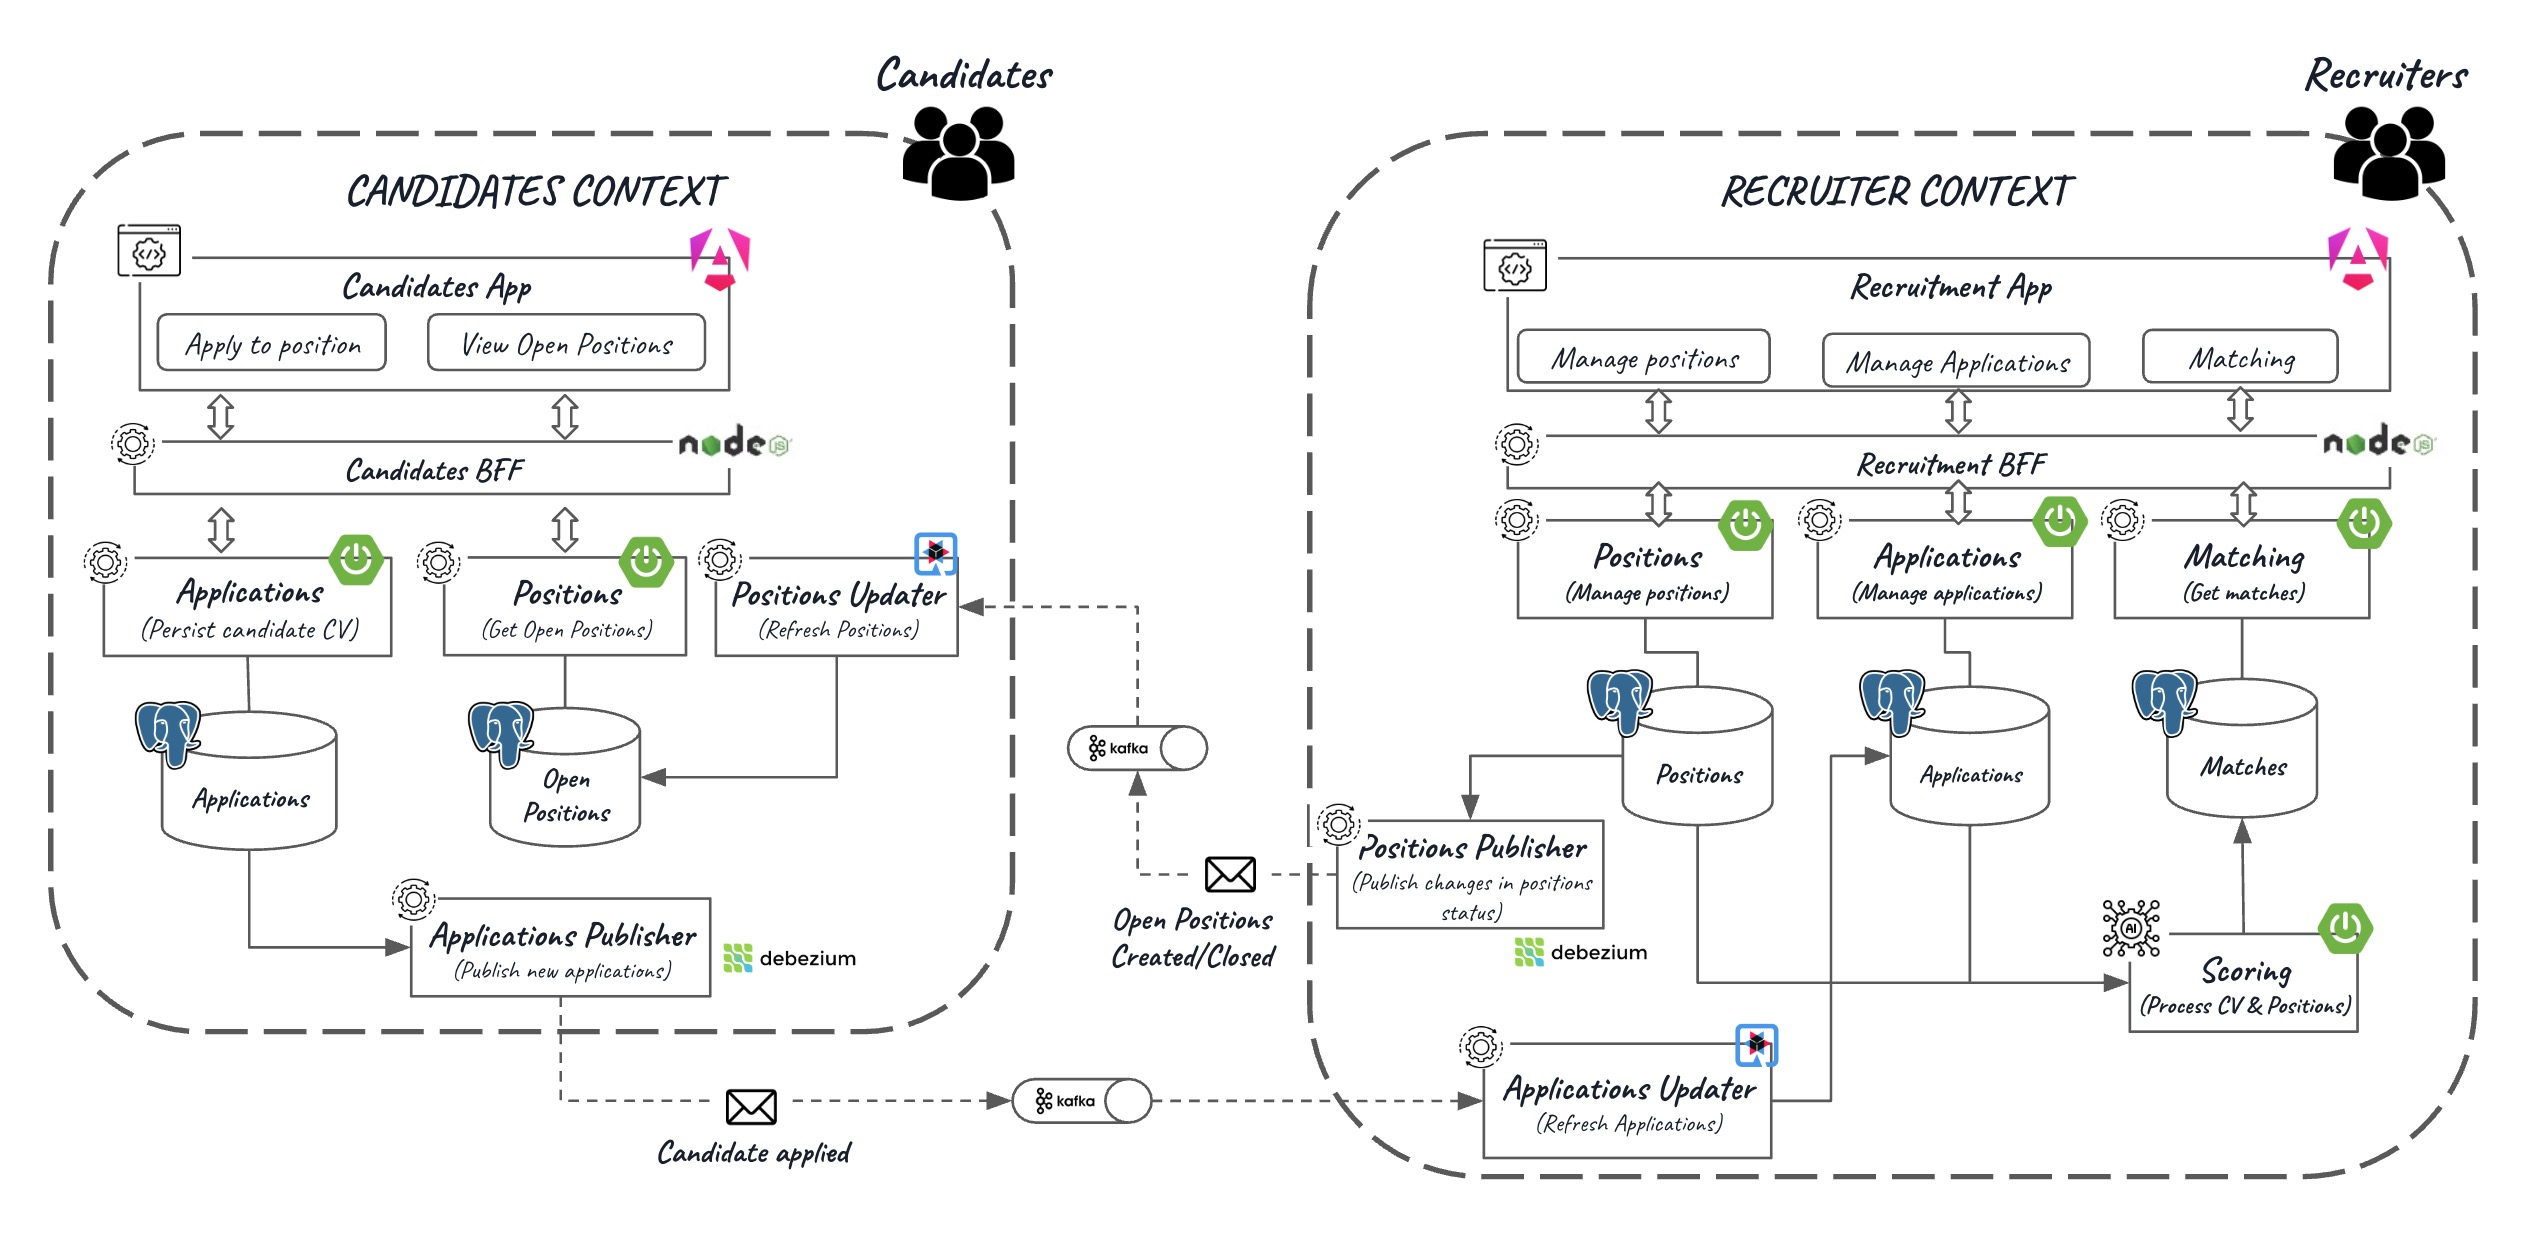 Candidates
Recruiters
CANDIDATES CONTEXT
Candidates App
Apply to position
View Open Positions
node
JS
Candidates BFF
Applications
(Persist candidate CV)
Positions
(Get Open Positions)
Positions Updater
(Refresh Positions)
Applications
Open
Positions
Applications Publisher
(Publish new applications)
debezium
kafka
Open Positions
Created/Closed
Candidate applied
kafka
RECRUITER CONTEXT
Recruitment App
Manage positions
Manage Applications
Matching
node
JS
Recruitment BFF
Positions
(Manage positions)
Applications
(Manage applications)
Matching
(Get matches)
Positions
Applications
Matches
Positions Publisher
(Publish changes in positions
status)
debezium
AI
Scoring
(Process CV & Positions)
Applications Updater
(Refresh Applications)